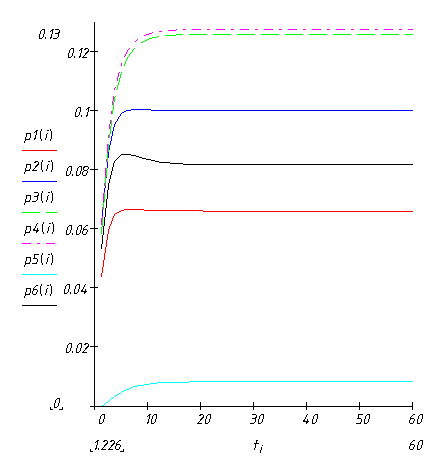 0.13
0.12
0.1
p1(i)
p2(i)
0.08
p3(i)
p4(i)
0.06
p5(i)
p6(i)
0.04
0.02
0
0 10 20 30 40 50 60
1.226 t i 60